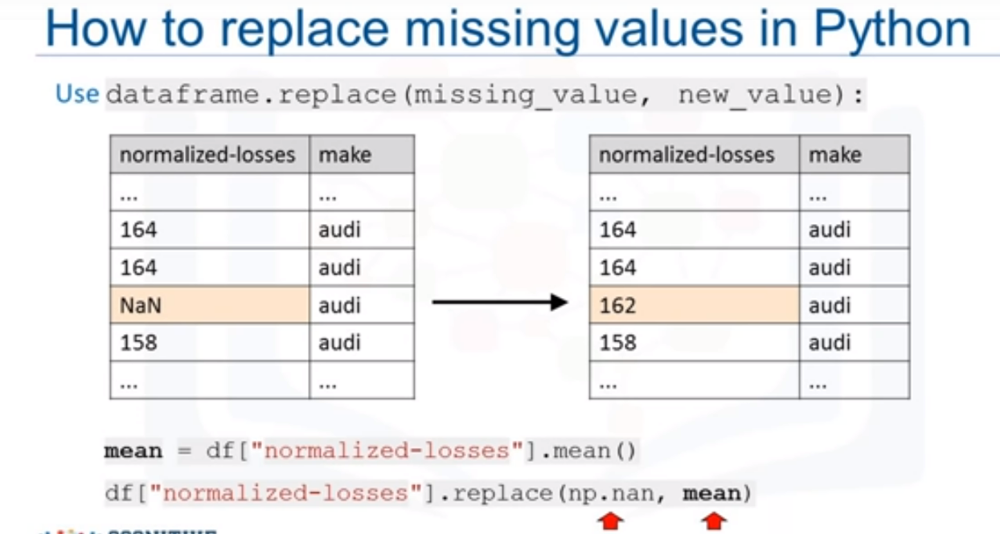 How to replace missing values in Python
Use dataframe.replace(missing_value, new_value):
normalized-losses make
... ...
164 audi
164 audi
NaN audi
158 audi
... ...
normalized-losses make
... ...
164 audi
164 audi
162 audi
158 audi
... ...
mean = df["normalized-losses"].mean()
df["normalized-losses"].replace(np.nan, mean)